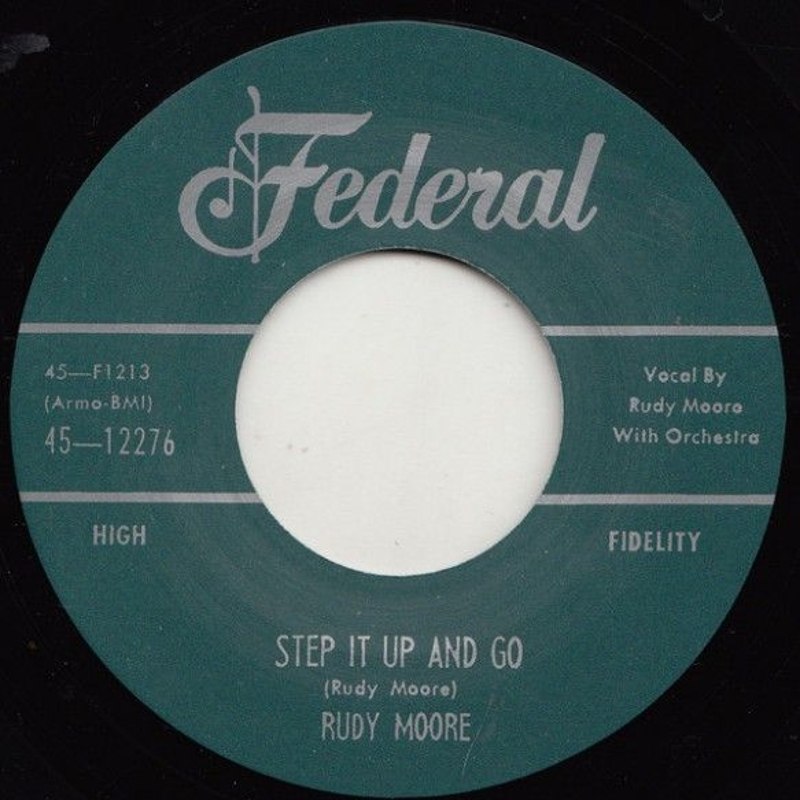 Federal
45—F1213
(Armo-BMI)
45—12276
Vocal By
Rudy Moore
With Orchestra
HIGH
FIDELITY
STEP IT UP AND GO
(Rudy Moore)
RUDY MOORE